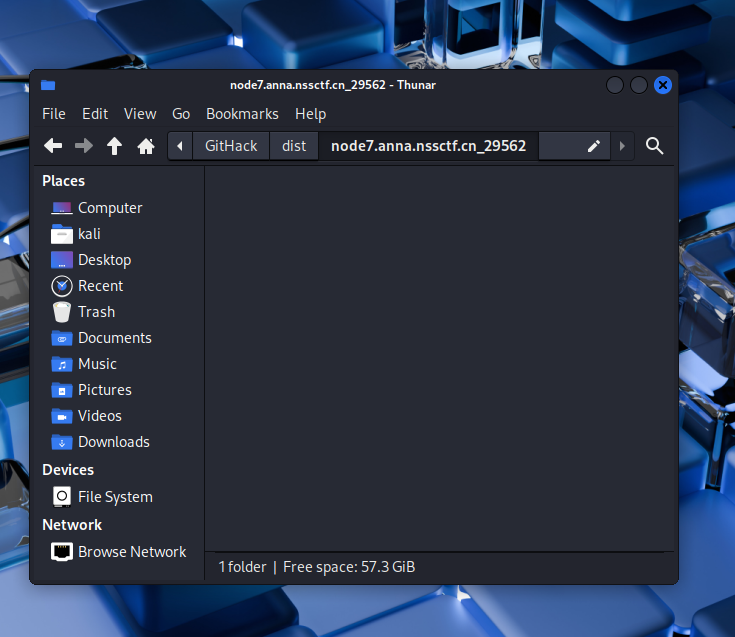 node7.anna.nssctf.cn_29562 - Thunar
File Edit View Go Bookmarks Help
GitHack dist node7.anna.nssctf.cn_29562
Places
Computer
kali
Desktop
Recent
Trash
Documents
Music
Pictures
Videos
Downloads
Devices
File System
Network
Browse Network
1 folder | Free space: 57.3 GiB